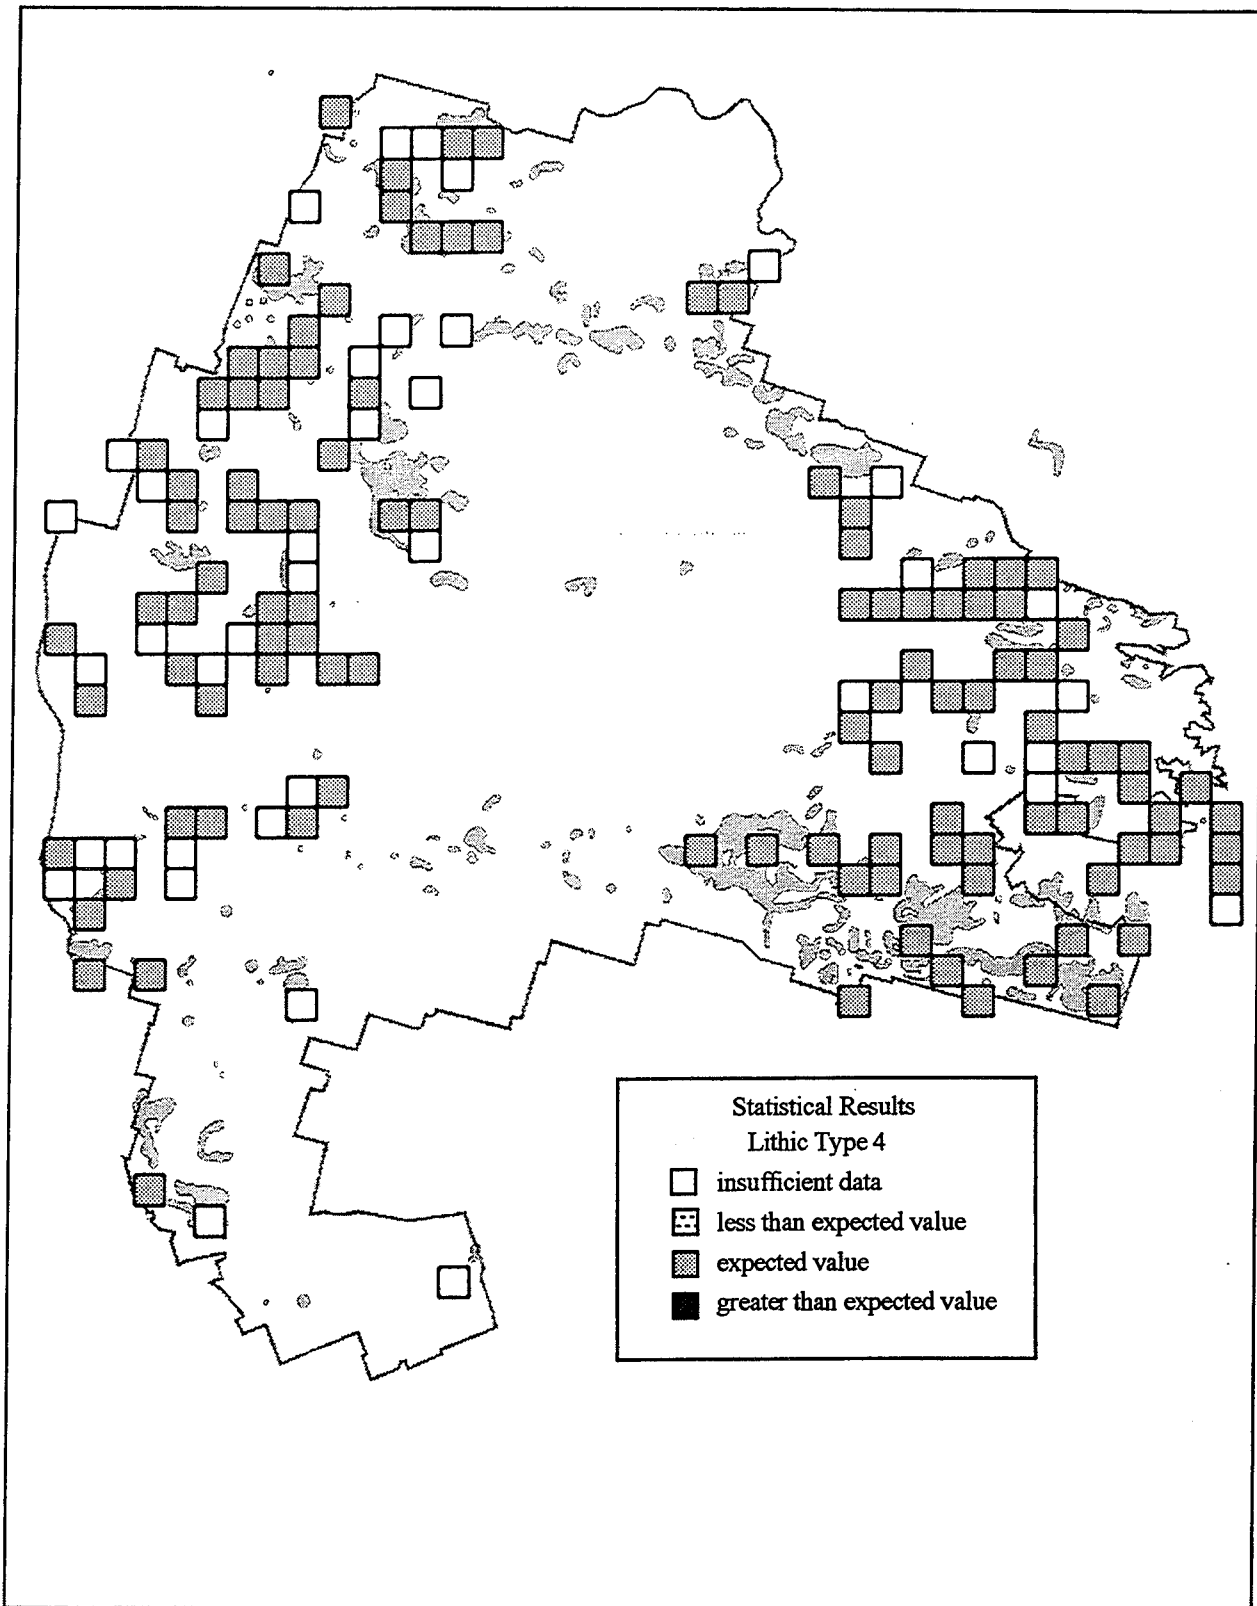 Statistical Results
Lithic Type 4
insufficient data
less than expected value
expected value
greater than expected value